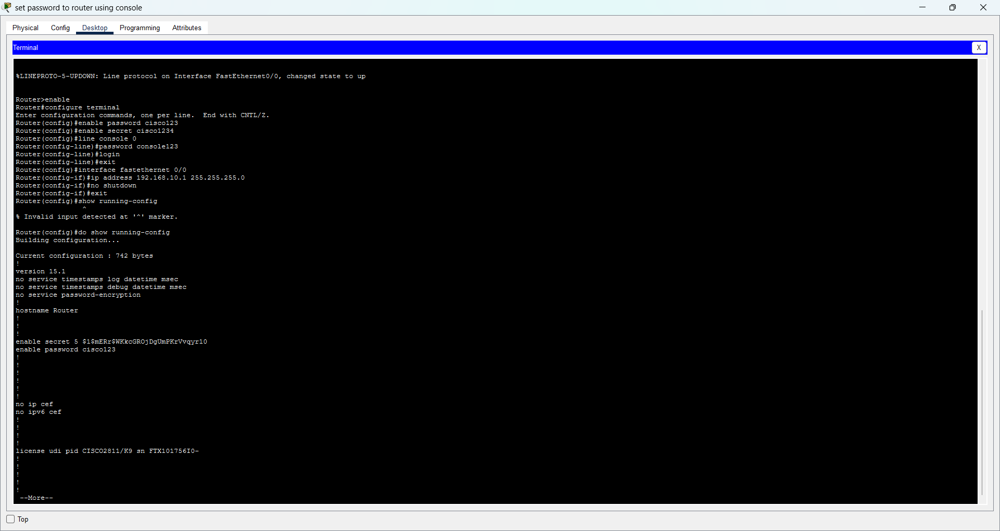 set password to router using console
Physical Config Desktop Programming Attributes
Terminal
X
%LINEPROTO-5-UPDOWN: Line protocol on Interface FastEthernet0/0, changed state to up
Router>enable
Router#configure terminal
Enter configuration commands, one per line.  End with CNTL/Z.
Router(config)#enable password cisco123
Router(config)#enable secret cisco1234
Router(config)#line console 0
Router(config-line)#password console123
Router(config-line)#login
Router(config-line)#exit
Router(config)#interface fastethernet 0/0
Router(config-if)#ip address 192.168.10.1 255.255.255.0
Router(config-if)#no shutdown
Router(config-if)#exit
Router(config)#show running-config
^
% Invalid input detected at '^' marker.
Router(config)#do show running-config
Building configuration...
Current configuration : 742 bytes
!
version 15.1
no service timestamps log datetime msec
no service timestamps debug datetime msec
no service password-encryption
!
hostname Router
!
!
!
enable secret 5 $1$mERr$WKkcGROjDgUmPKrVvqyr10
enable password cisco123
!
!
!
!
!
!
no ip cef
no ipv6 cef
!
!
!
!
license udi pid CISCO2811/K9 sn FTX101756I0-
!
!
!
!
!
--More--
Top